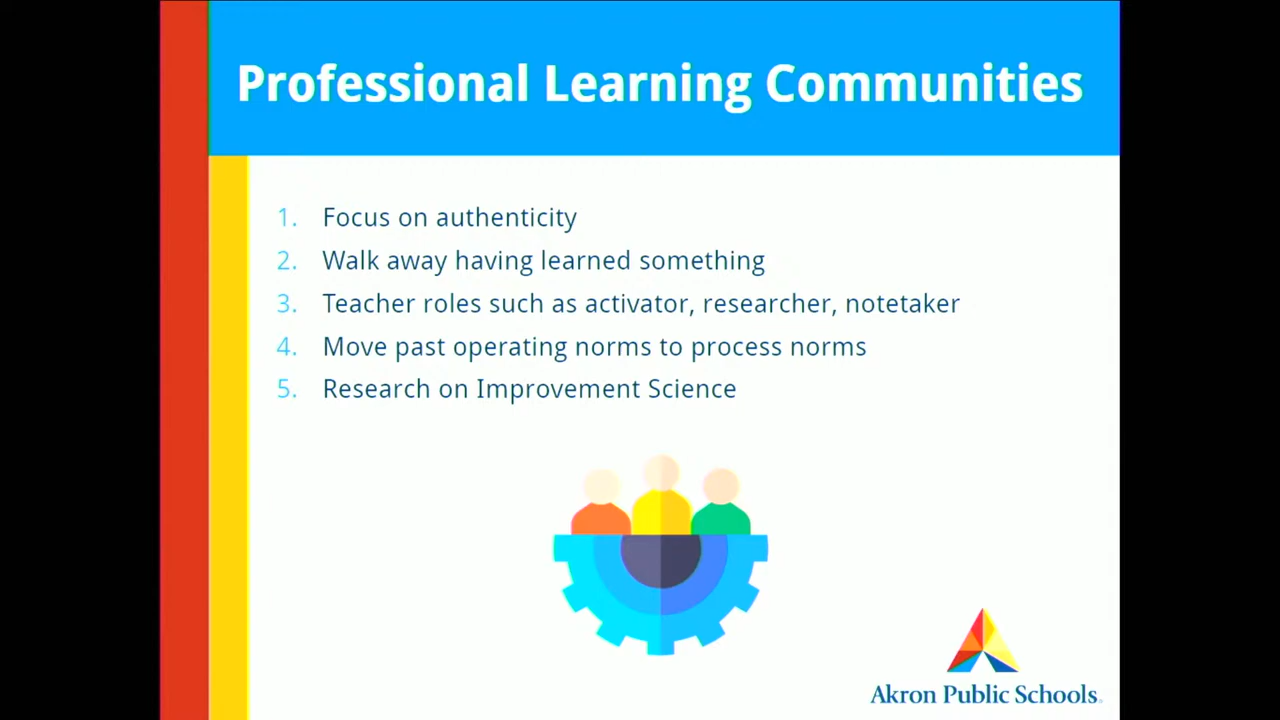 Professional Learning Communities
1. Focus on authenticity
2. Walk away having learned something
3. Teacher roles such as activator, researcher, notetaker
4. Move past operating norms to process norms
5. Research on Improvement Science
Akron Public Schools.